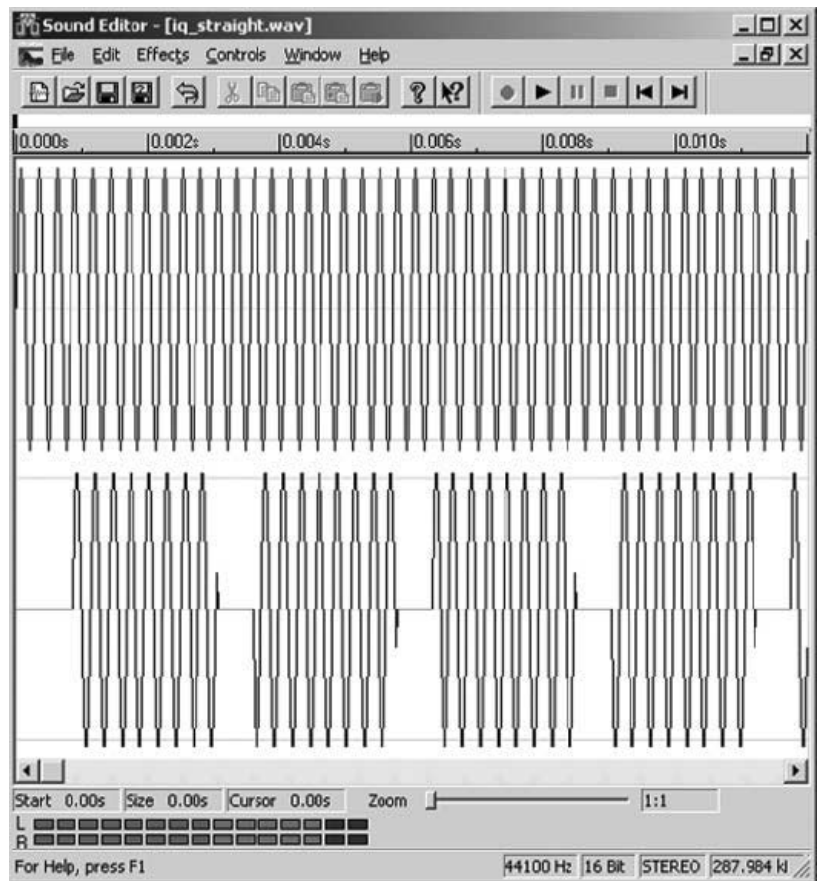 Sound Editor - [iq_straight.wav]
File Edit Effects Controls Window Help
0.000s 0.002s 0.004s 0.006s 0.008s 0.010s
Start 0.00s Size 0.00s Cursor 0.00s Zoom 1:1
L
R
For Help, press F1 44100 Hz 16 Bit STEREO 287.984